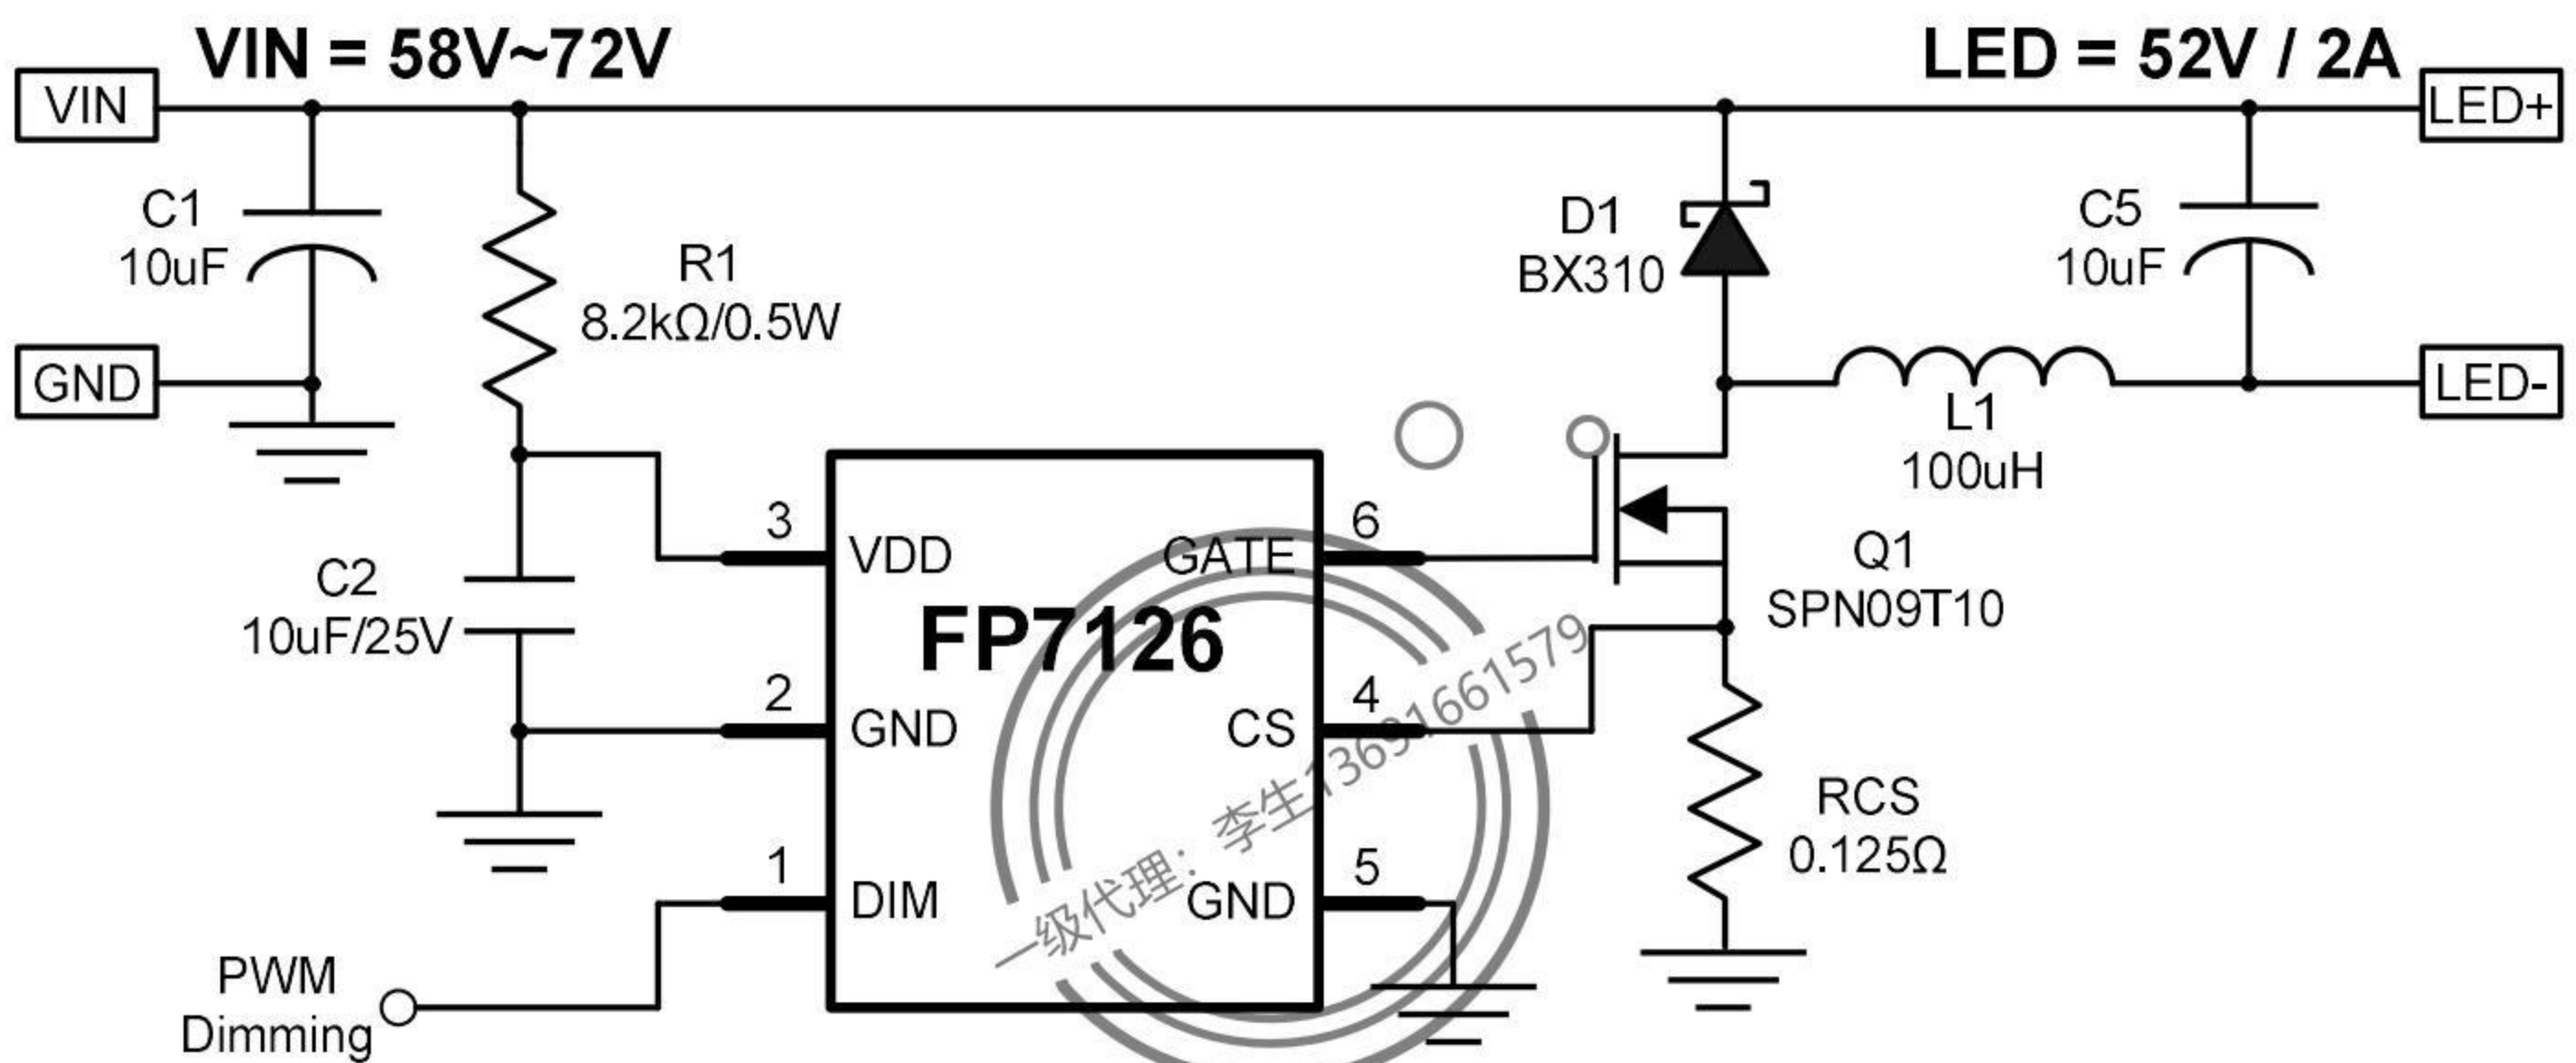 VIN = 58V~72V
LED = 52V / 2A
VIN
LED+
C1
10uF
R1
8.2kΩ/0.5W
D1
BX310
C5
10uF
GND
LED-
L1
100uH
3
VDD
GATE
6
Q1
SPN09T10
C2
10uF/25V
FP7126
2
GND
CS
4
RCS
0.125Ω
1
DIM
GND
5
PWM
Dimming
一级代理：李生13691661579